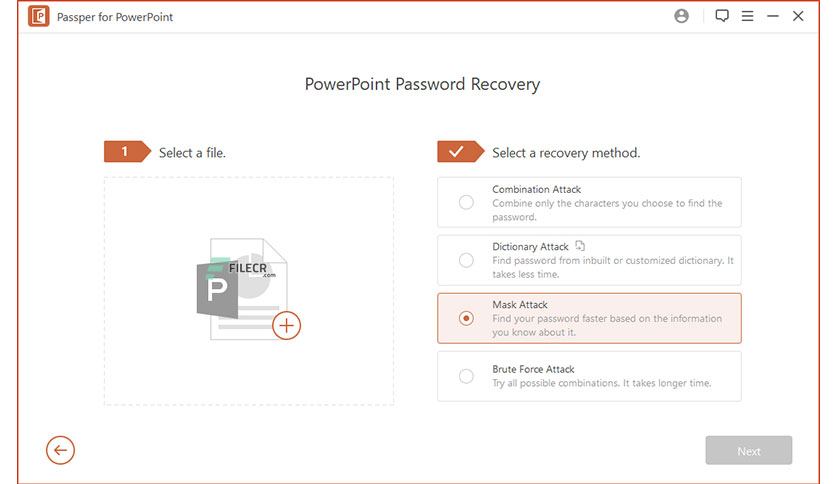 Passper for PowerPoint
PowerPoint Password Recovery
1
Select a file.
FILECR
.com
P
Select a recovery method.
Combination Attack
Combine only the characters you choose to find the
password.
Dictionary Attack
Find password from inbuilt or customized dictionary. It
takes less time.
Mask Attack
Find your password faster based on the information
you know about it.
Brute Force Attack
Try all possible combinations. It takes longer time.
Next